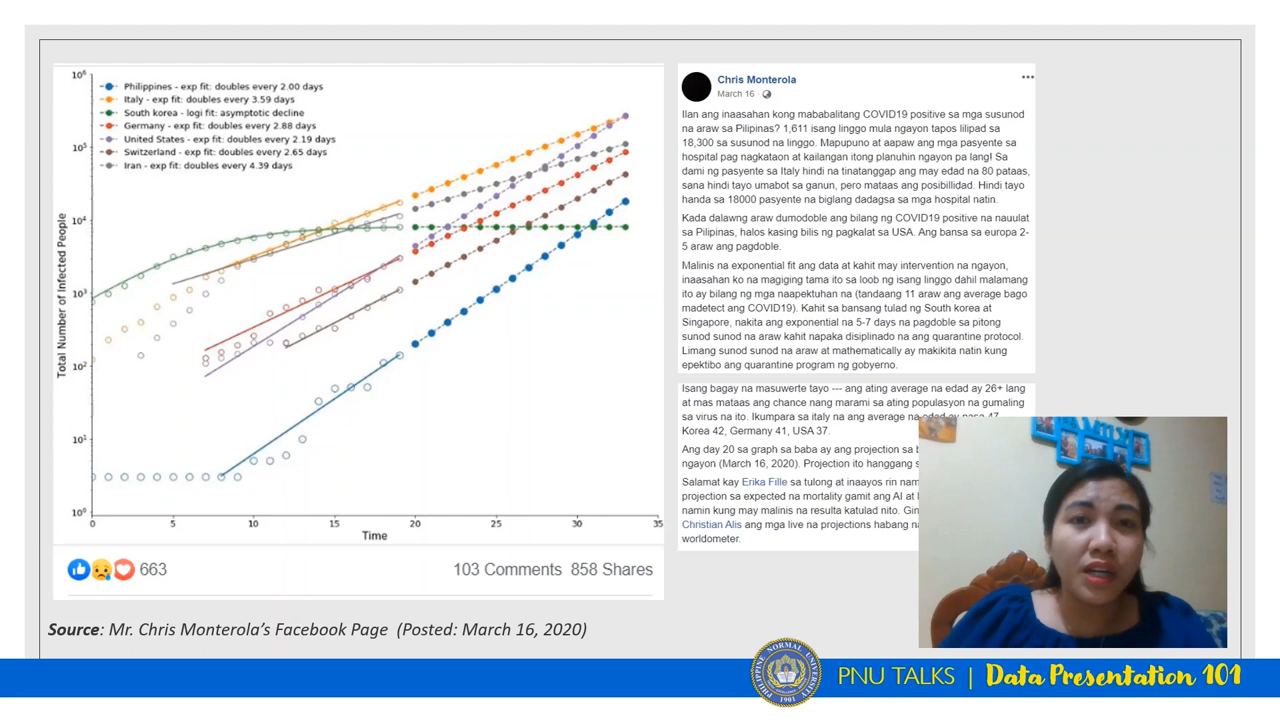 10⁶
10⁵
10⁴
10³
10²
10¹
10⁰
Total Number of Infected People
Philippines - exp fit: doubles every 2.00 days
Italy - exp fit: doubles every 3.59 days
South korea - logi fit: asymptotic decline
Germany - exp fit: doubles every 2.88 days
United States - exp fit: doubles every 2.19 days
Switzerland - exp fit: doubles every 2.65 days
Iran - exp fit: doubles every 4.39 days
0 5 10 15 20 25 30 35
Time
663
103 Comments 858 Shares
Chris Monterola
March 16
Ilan ang inaasahan kong mababalitang COVID19 positive sa mga susunod
na araw sa Pilipinas? 1,611 isang linggo mula ngayon tapos lilipad sa
18,300 sa susunod na linggo. Mapupuno at aapaw ang mga pasyente sa
hospital pag nagkataon at kailangan itong planuhin ngayon pa lang! Sa
dami ng pasyente sa Italy hindi na tinatanggap ang may edad na 80 pataas,
sana hindi tayo umabot sa ganun, pero mataas ang posibillidad. Hindi tayo
handa sa 18000 pasyente na biglang dadagsa sa mga hospital natin.
Kada dalawng araw dumodoble ang bilang ng COVID19 positive na nauulat
sa Pilipinas, halos kasing bilis ng pagkalat sa USA. Ang bansa sa europa 2-
5 araw ang pagdoble.
Malinis na exponential fit ang data at kahit may intervention na ngayon,
inaasahan ko na magiging tama ito sa loob ng isang linggo dahil malamang
ito ay bilang ng mga naapektuhan na (tandaang 11 araw ang average bago
madetect ang COVID19). Kahit sa bansang tulad ng South korea at
Singapore, nakita ang exponential na 5-7 days na pagdoble sa pitong
sunod sunod na araw kahit napaka disiplinado na ang quarantine protocol.
Limang sunod sunod na araw at mathematically ay makikita natin kung
epektibo ang quarantine program ng gobyerno.
Isang bagay na masuwerte tayo --- ang ating average na edad ay 26+ lang
at mas mataas ang chance nang marami sa ating populasyon na gumaling
sa virus na ito. Ikumpara sa italy na ang average na edad ay nasa 47,
Korea 42, Germany 41, USA 37.
Ang day 20 sa graph sa baba ay ang projection sa
ngayon (March 16, 2020). Projection ito hanggang
Salamat kay Erika Fille sa tulong at inaayos rin
projection sa expected na mortality gamit ang AI at
namin kung may malinis na resulta katulad nito.
Christian Alis ang mga live na projections habang
worldometer.
Source: Mr. Chris Monterola's Facebook Page (Posted: March 16, 2020)
PHILIPPINE NORMAL UNIVERSITY
1901
PNU TALKS | Data Presentation 101